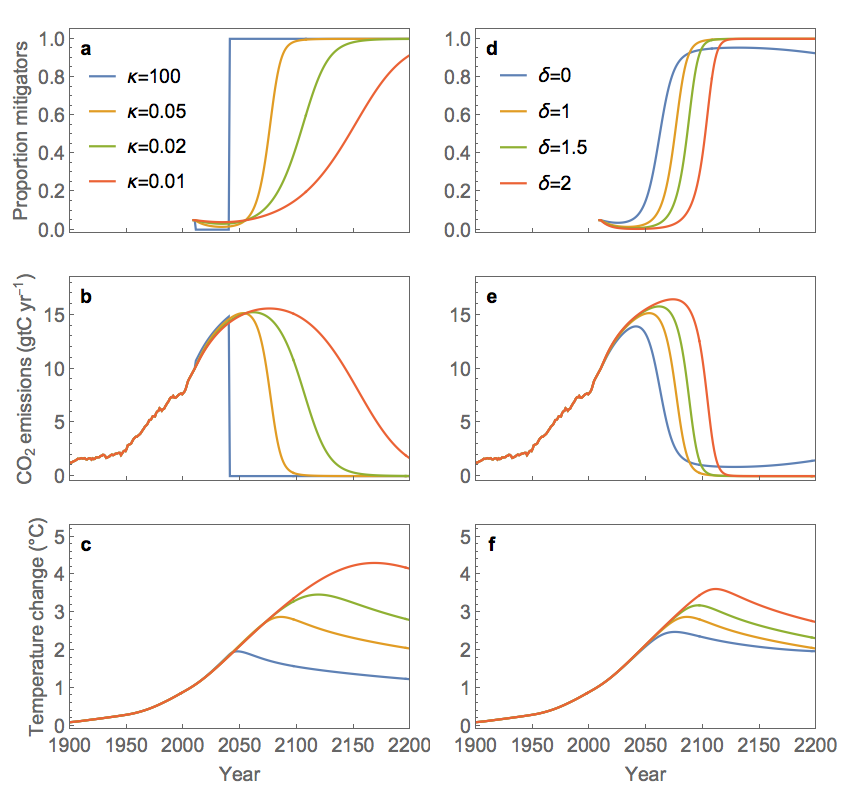 a
κ=100
κ=0.05
κ=0.02
κ=0.01
Proportion mitigators
0.0
0.2
0.4
0.6
0.8
1.0
d
δ=0
δ=1
δ=1.5
δ=2
0.0
0.2
0.4
0.6
0.8
1.0
b
CO₂ emissions (gtC yr⁻¹)
0
5
10
15
e
0
5
10
15
c
Temperature change (°C)
0
1
2
3
4
5
1900 1950 2000 2050 2100 2150 2200
Year
f
0
1
2
3
4
5
1900 1950 2000 2050 2100 2150 2200
Year